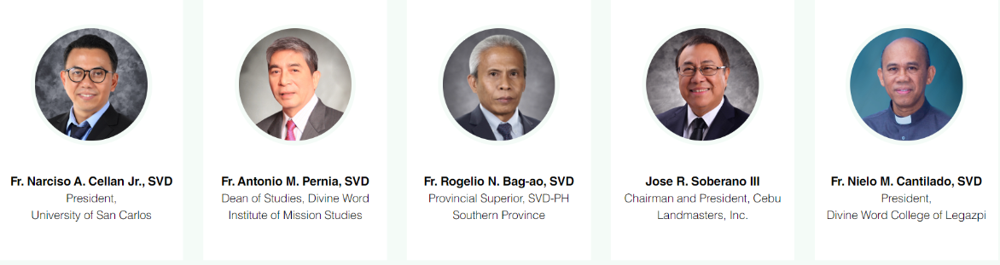 Fr. Narciso A. Cellan Jr., SVD
President,
University of San Carlos
Fr. Antonio M. Pernia, SVD
Dean of Studies, Divine Word
Institute of Mission Studies
Fr. Rogelio N. Bag-ao, SVD
Provincial Superior, SVD-PH
Southern Province
Jose R. Soberano III
Chairman and President, Cebu
Landmasters, Inc.
Fr. Nielo M. Cantilado, SVD
President,
Divine Word College of Legazpi